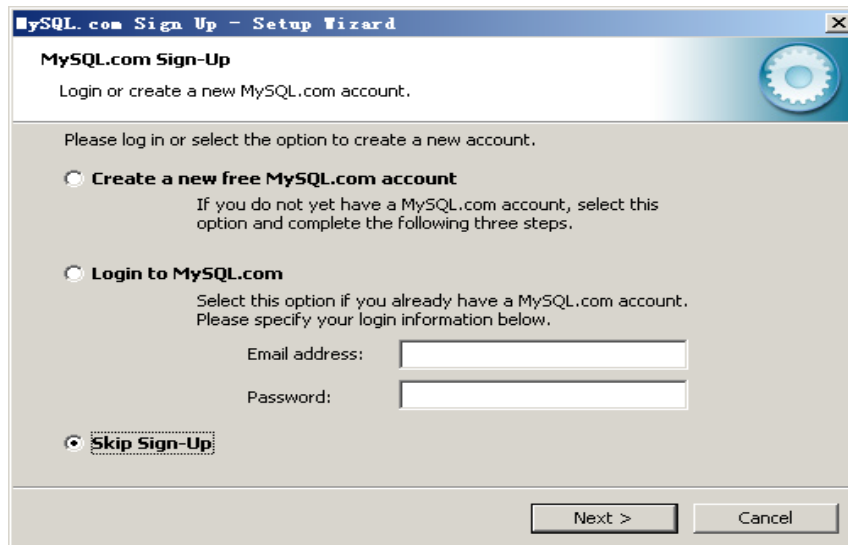 MySQL.com Sign Up - Setup Wizard
MySQL.com Sign-Up
Login or create a new MySQL.com account.
Please log in or select the option to create a new account.
Create a new free MySQL.com account
If you do not yet have a MySQL.com account, select this
option and complete the following three steps.
Login to MySQL.com
Select this option if you already have a MySQL.com account.
Please specify your login information below.
Email address:
Password:
Skip Sign-Up
Next >
Cancel